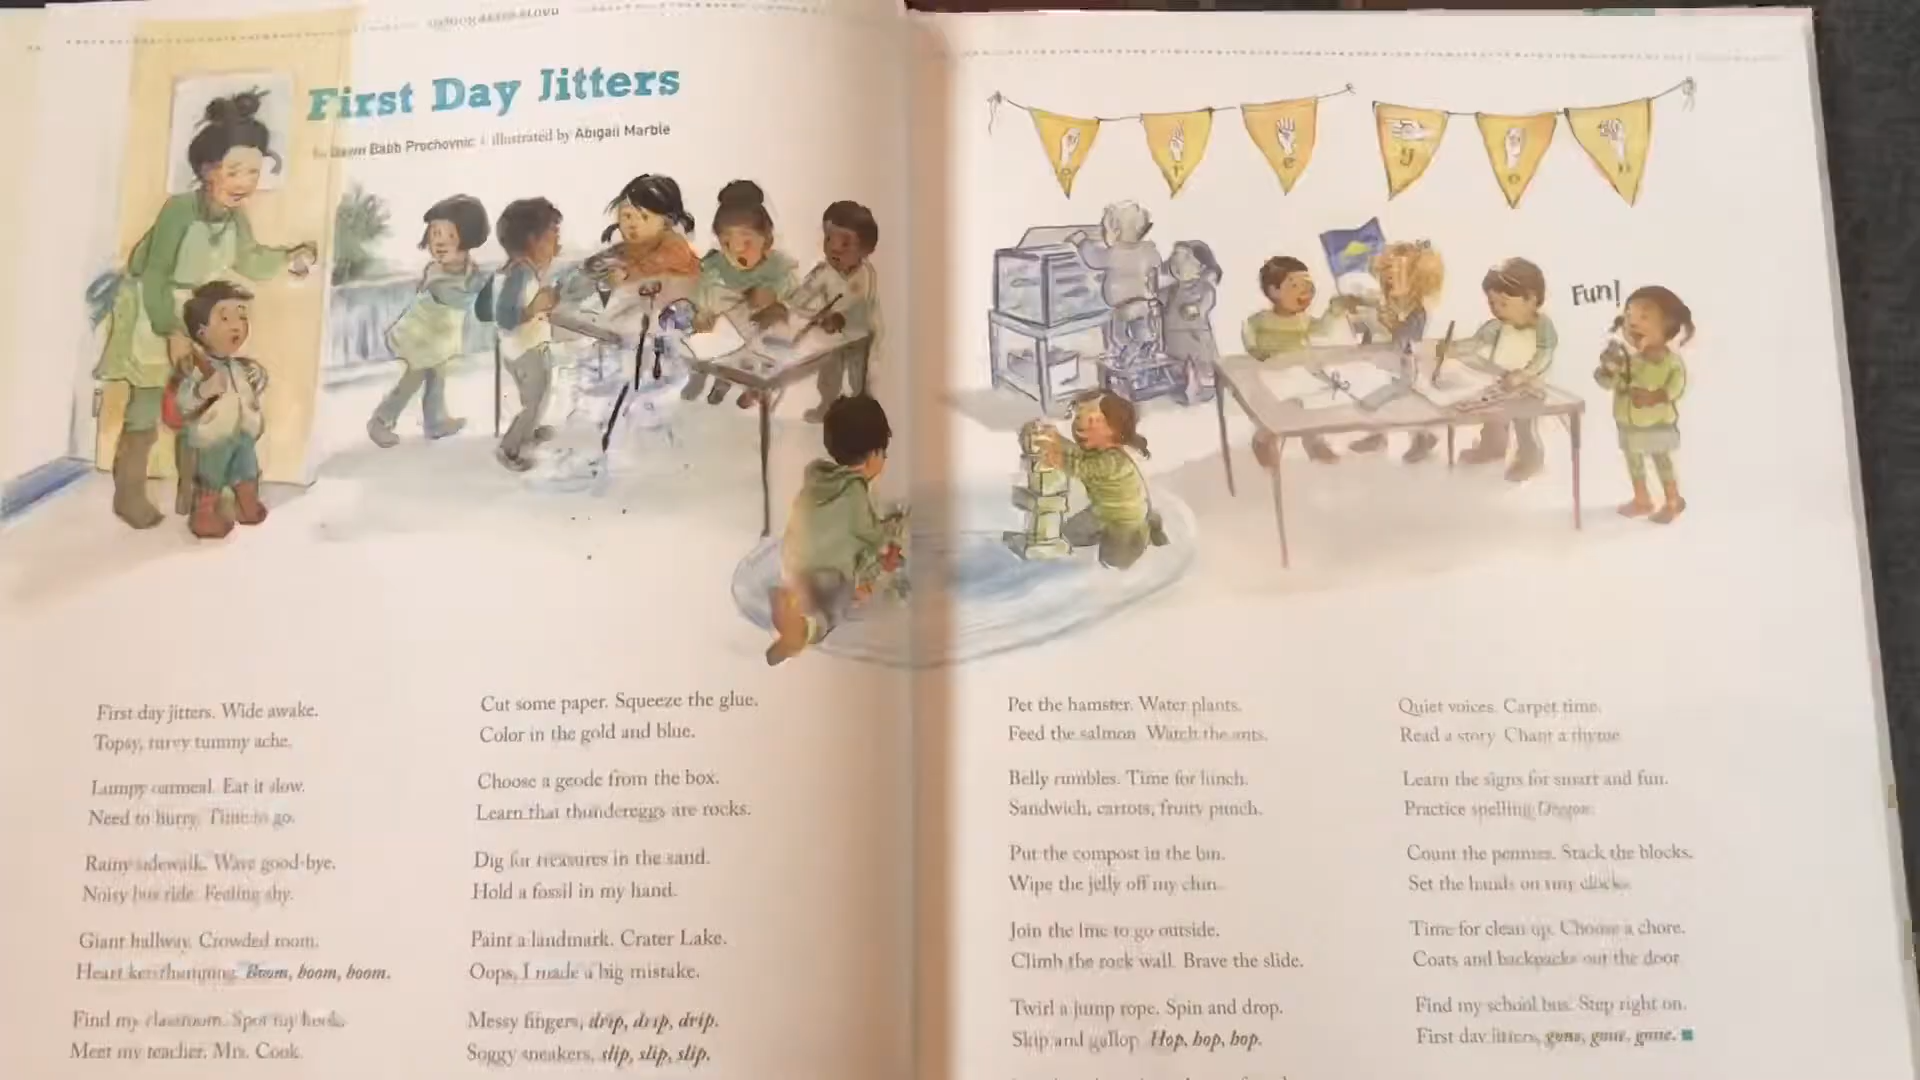 First Day Jitters
by Dawn Babb Prochovnic | illustrated by Abigail Marble
o
r
e
g
o
n
Fun!
First day jitters. Wide awake.
Topsy, turvy tummy ache.
Lumpy oatmeal. Eat it slow.
Need to hurry. Time to go.
Rainy sidewalk. Wave good-bye.
Noisy bus ride. Feeling shy.
Giant hallway. Crowded room.
Heart Boom, boom, boom.
Find my classroom. Spot my hook.
Meet my teacher, Mrs. Cook.
Cut some paper. Squeeze the glue.
Color in the gold and blue.
Choose a geode from the box.
Learn that thundereggs are rocks.
Dig for treasures in the sand.
Hold a fossil in my hand.
Paint a landmark. Crater Lake.
Oops, I made a big mistake.
Messy fingers, drip, drip, drip.
Soggy sneakers, slip, slip, slip.
Pet the hamster. Water plants.
Feed the salmon. Watch the ants.
Belly rumbles. Time for lunch.
Sandwich, carrots, fruity punch.
Put the compost in the bin.
Wipe the jelly off my chin.
Join the line to go outside.
Climb the rock wall. Brave the slide.
Twirl a jump rope. Spin and drop.
Skip and gallop. Hop, hop, hop.
Quiet voices. Carpet time.
Read a story. Chant a rhyme.
Learn the signs for smart and fun.
Practice spelling Oregon.
Count the pennies. Stack the blocks.
Set the hands on tiny clocks.
Time for clean up. Choose a chore.
Coats and backpacks out the door.
Find my school bus. Step right on.
First day jitters, gone, gone, gone.